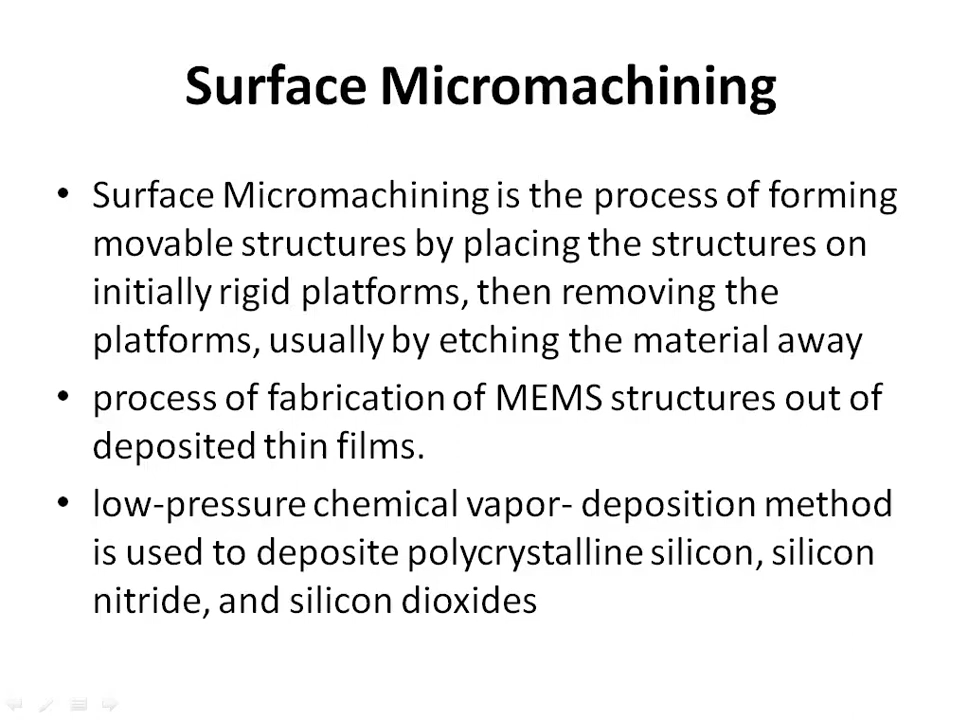 Surface Micromachining
• Surface Micromachining is the process of forming
movable structures by placing the structures on
initially rigid platforms, then removing the
platforms, usually by etching the material away
• process of fabrication of MEMS structures out of
deposited thin films.
• low-pressure chemical vapor- deposition method
is used to deposite polycrystalline silicon, silicon
nitride, and silicon dioxides